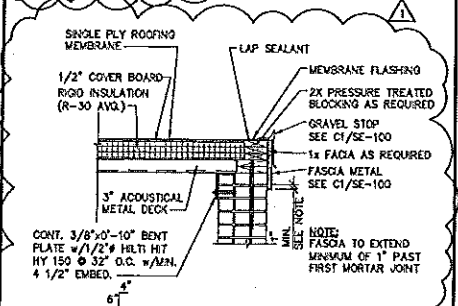 1
SINGLE PLY ROOFING
MEMBRANE
LAP SEALANT
1/2" COVER BOARD
RIGID INSULATION
(R-30 AVG.)
MEMBRANE FLASHING
2X PRESSURE TREATED
BLOCKING AS REQUIRED
GRAVEL STOP
SEE C1/SE-100
1x FACIA AS REQUIRED
FASCIA METAL
SEE C1/SE-100
3" ACOUSTICAL
METAL DECK
CONT. 3/8"x0'-10" BENT
PLATE w/1/2"ø HILTI HIT
HY 150 @ 32" O.C. w/MIN.
4 1/2" EMBED.
4"
6"
1"
MIN.
SEE NOTE
NOTE:
FASCIA TO EXTEND
MINIMUM OF 1" PAST
FIRST MORTAR JOINT